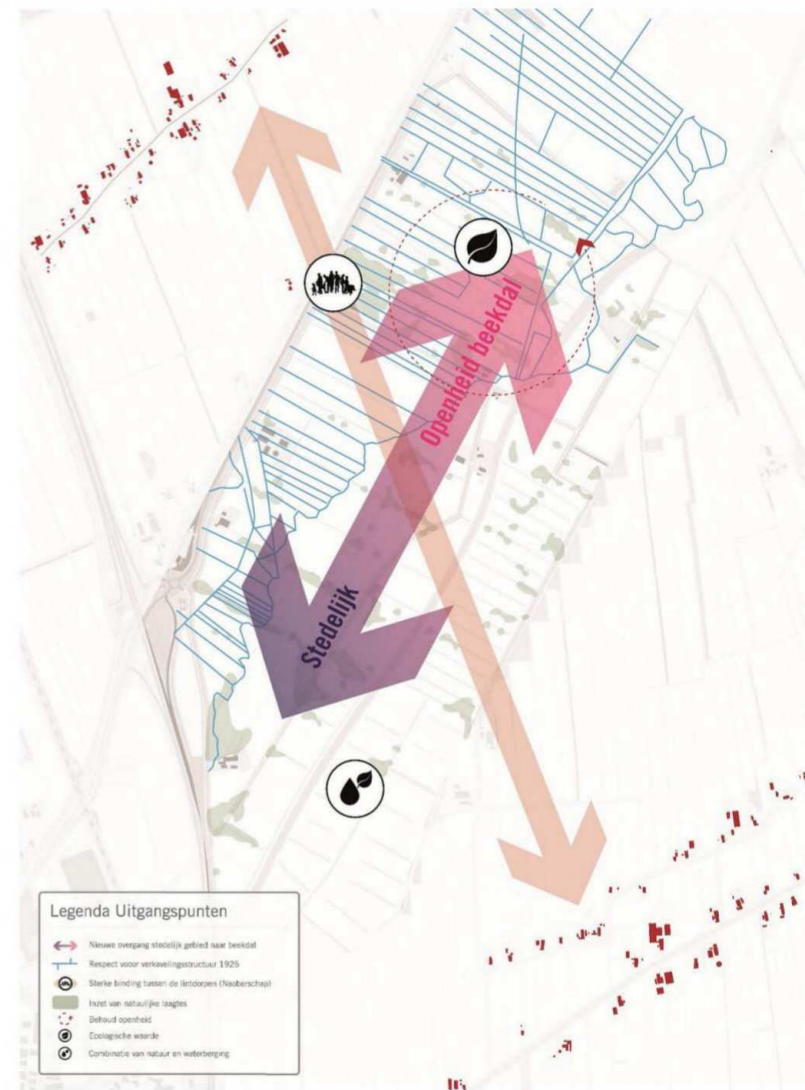 Openheid beekdal
Stedelijk
Legenda Uitgangspunten
Nieuwe overgang stedelijk gebied naar beekdal
Respect voor verkavelingsstructuur 1925
Sterke binding tussen de lintdorpen (Naoberschap)
Inzet van natuurlijke laagtes
Behoud openheid
Ecologische waarde
Combinatie van natuur en waterberging